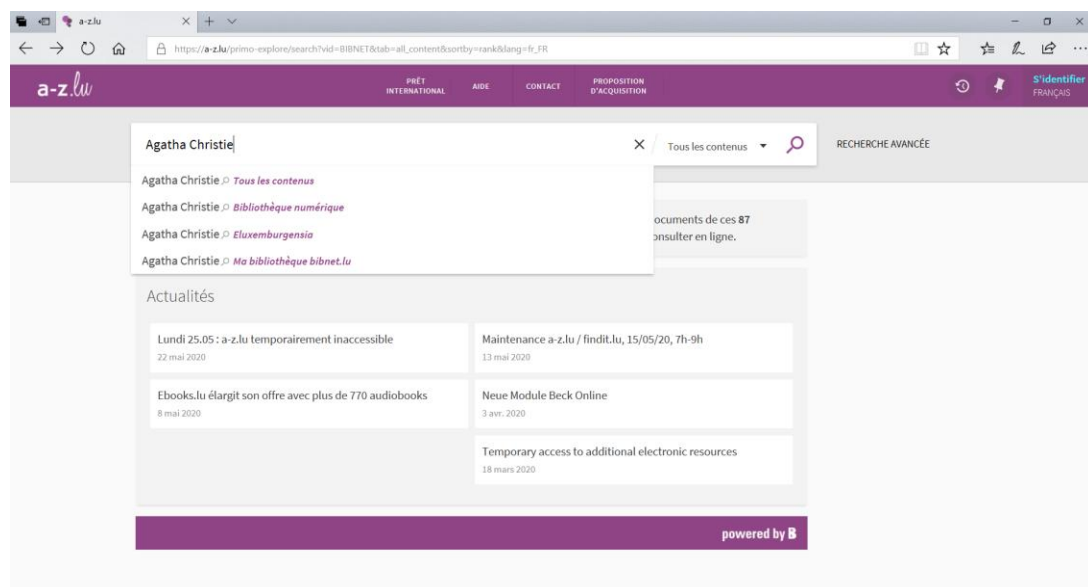 a-z.lu
https://a-z.lu/primo-explore/search?vid=BIBNET&tab=all_content&sortby=rank&lang=fr_FR
a-z.lu
PRÊT
INTERNATIONAL
AIDE
CONTACT
PROPOSITION
D'ACQUISITION
S'identifier
FRANÇAIS
Agatha Christie
Tous les contenus
RECHERCHE AVANCÉE
Agatha Christie Tous les contenus
Agatha Christie Bibliothèque numérique
Agatha Christie Eluxemburgensia
Agatha Christie Ma bibliothèque bibnet.lu
ocuments de ces 87
onsulter en ligne.
Actualités
Lundi 25.05 : a-z.lu temporairement inaccessible
22 mai 2020
Maintenance a-z.lu / findit.lu, 15/05/20, 7h-9h
13 mai 2020
Ebooks.lu élargit son offre avec plus de 770 audiobooks
8 mai 2020
Neue Module Beck Online
3 avr. 2020
Temporary access to additional electronic resources
18 mars 2020
powered by B